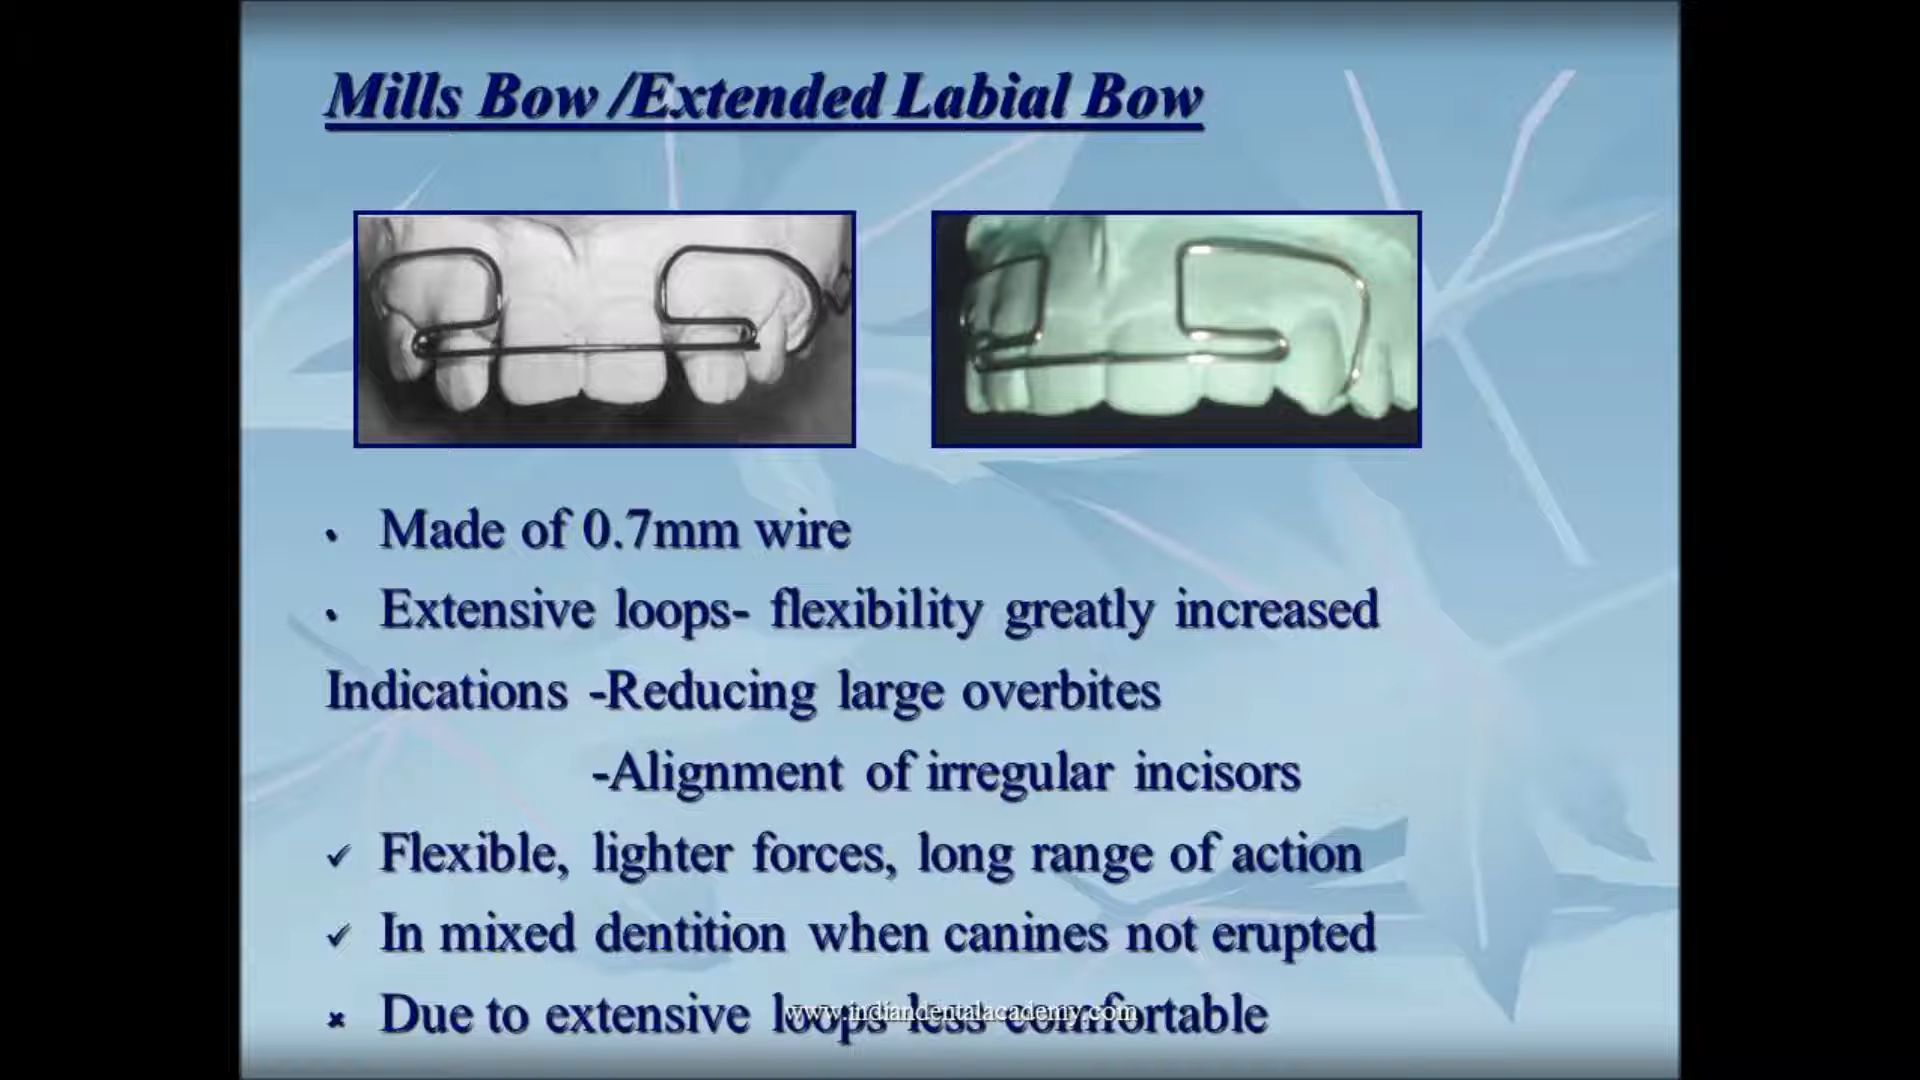 Mills Bow /Extended Labial Bow
• Made of 0.7mm wire
• Extensive loops- flexibility greatly increased
Indications -Reducing large overbites
-Alignment of irregular incisors
✓ Flexible, lighter forces, long range of action
✓ In mixed dentition when canines not erupted
× Due to extensive loops less comfortable
www.indiandentalacademy.com